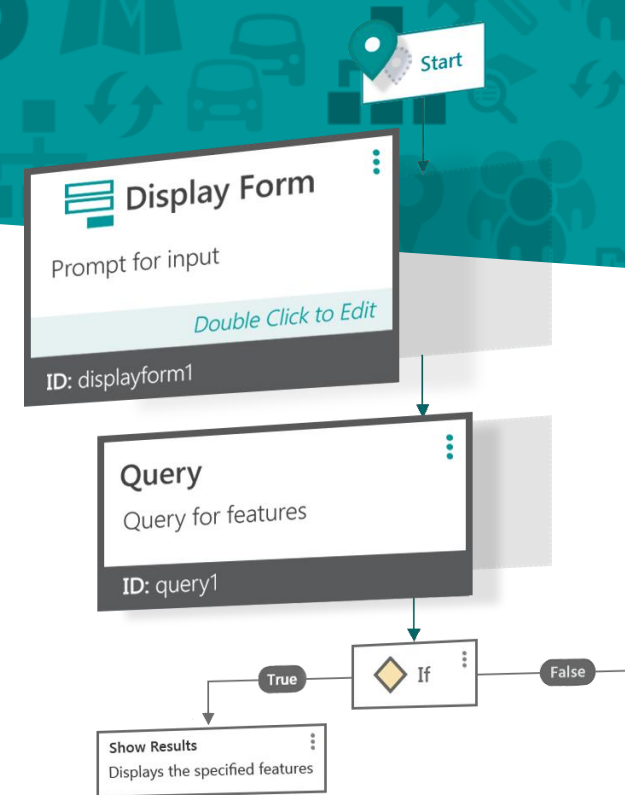 Start
Display Form
Prompt for input
Double Click to Edit
ID: displayform1
Query
Query for features
ID: query1
If
True
False
Show Results
Displays the specified features